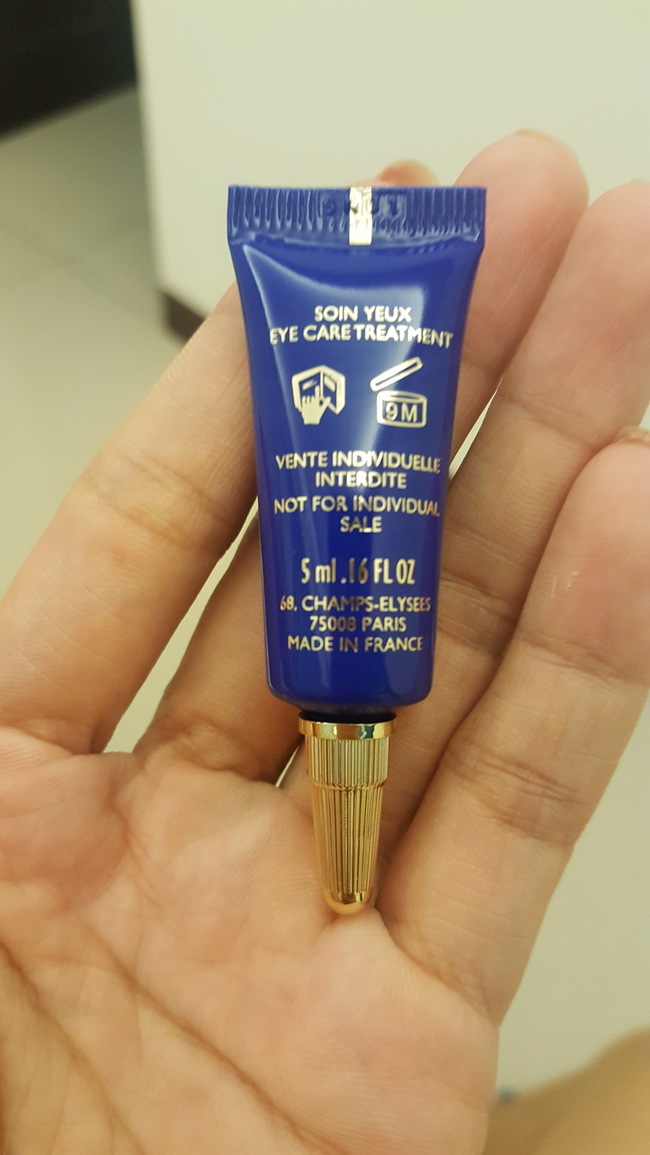 SOIN YEUX
EYE CARE TREATMENT
9M
VENTE INDIVIDUELLE
INTERDITE
NOT FOR INDIVIDUAL
SALE
5 ml .16 FL OZ
68, CHAMPS-ELYSEES
75008 PARIS
MADE IN FRANCE